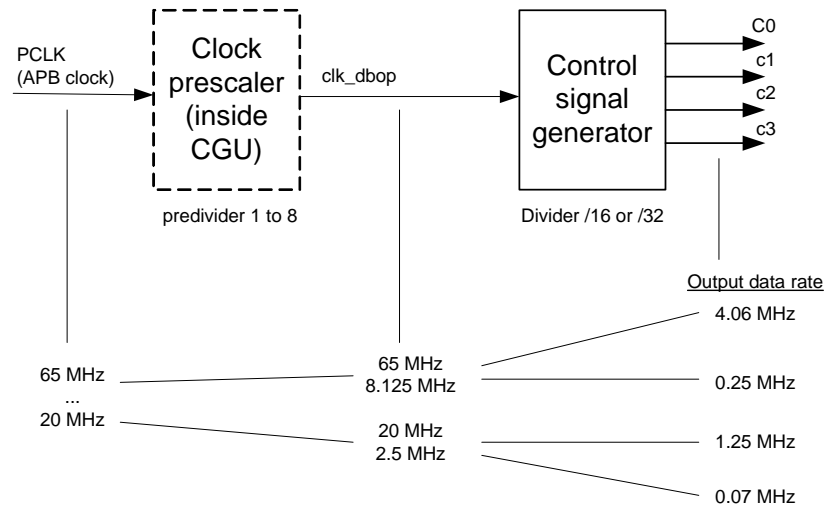 PCLK
(APB clock)
Clock
prescaler
(inside
CGU)
predivider 1 to 8
clk_dbop
Control
signal
generator
Divider /16 or /32
C0
c1
c2
c3
Output data rate
4.06 MHz
0.25 MHz
1.25 MHz
0.07 MHz
65 MHz
8.125 MHz
20 MHz
2.5 MHz
65 MHz
...
20 MHz